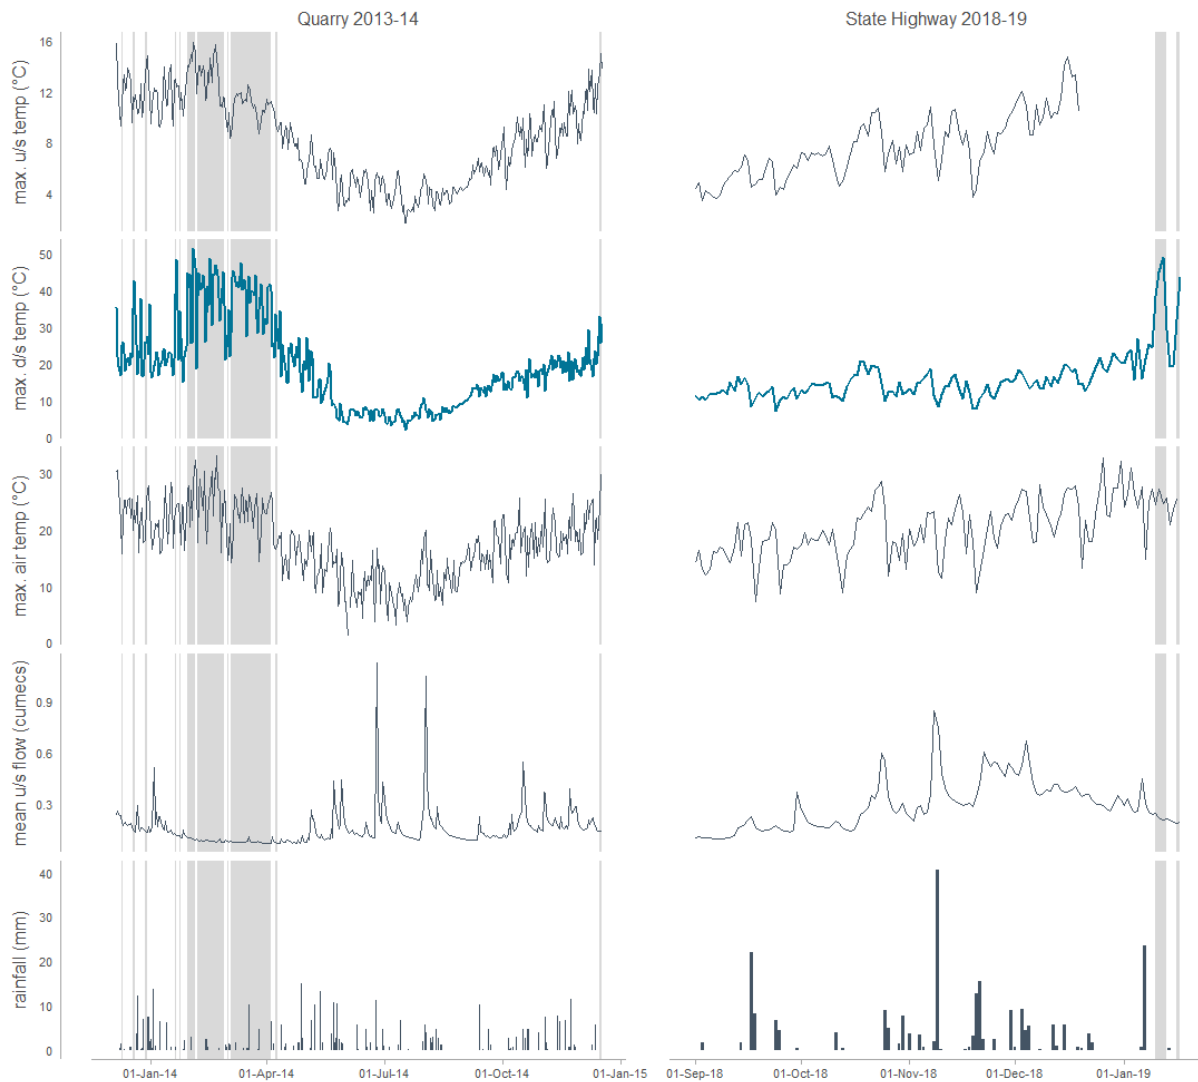 Quarry 2013-14
State Highway 2018-19
max. u/s temp (°C)
16
12
8
4
max. d/s temp (°C)
50
40
30
20
10
0
max. air temp (°C)
30
20
10
0
mean u/s flow (cumecs)
0.9
0.6
0.3
rainfall (mm)
40
30
20
10
0
01-Jan-14 01-Apr-14 01-Jul-14 01-Oct-14 01-Jan-15
01-Sep-18 01-Oct-18 01-Nov-18 01-Dec-18 01-Jan-19